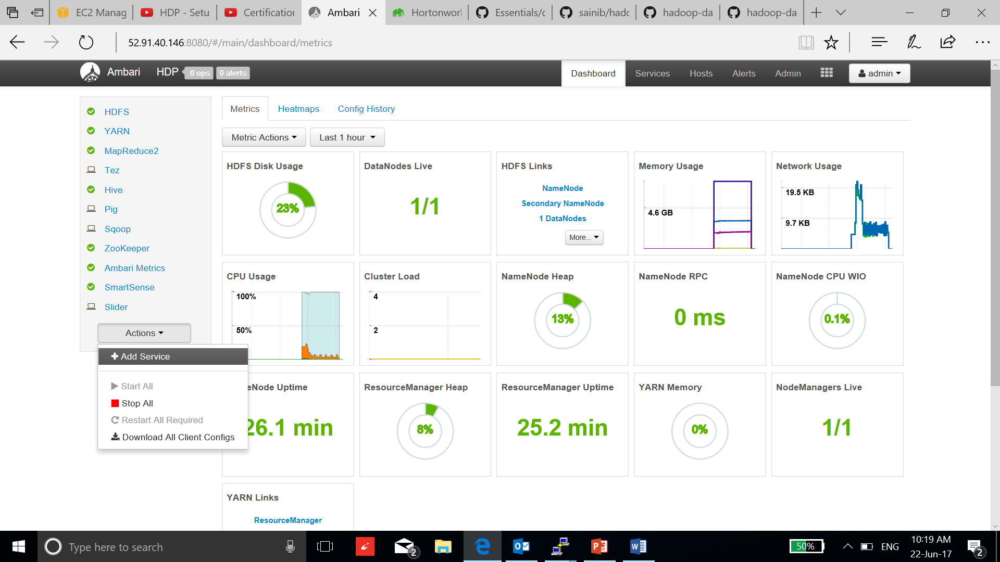 EC2 Manag
HDP - Setu
Certification
Ambari
Hortonwork
Essentials/c
sainib/hado
hadoop-da
hadoop-da
52.91.40.146:8080/#/main/dashboard/metrics
Ambari HDP 0 ops 0 alerts
Dashboard Services Hosts Alerts Admin admin
HDFS
YARN
MapReduce2
Tez
Hive
Pig
Sqoop
ZooKeeper
Ambari Metrics
SmartSense
Slider
Actions
Add Service
Start All
Stop All
Restart All Required
Download All Client Configs
Metrics Heatmaps Config History
Metric Actions Last 1 hour
HDFS Disk Usage
23%
DataNodes Live
1/1
HDFS Links
NameNode
Secondary NameNode
1 DataNodes
More...
Memory Usage
4.6 GB
Network Usage
19.5 KB
9.7 KB
CPU Usage
100%
50%
Cluster Load
4
2
NameNode Heap
13%
NameNode RPC
0 ms
NameNode CPU WIO
0.1%
eNode Uptime
26.1 min
ResourceManager Heap
8%
ResourceManager Uptime
25.2 min
YARN Memory
0%
NodeManagers Live
1/1
YARN Links
ResourceManager
Type here to search
2
50%
ENG
10:19 AM
22-Jun-17
2